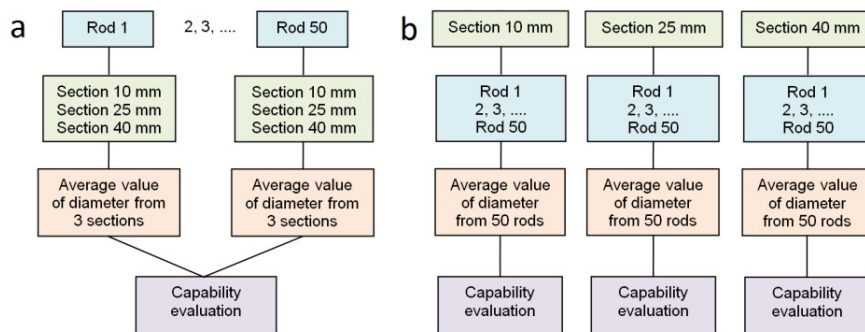 a
Rod 1
2, 3, ....
Rod 50
Section 10 mm
Section 25 mm
Section 40 mm
Section 10 mm
Section 25 mm
Section 40 mm
Average value
of diameter from
3 sections
Average value
of diameter from
3 sections
Capability
evaluation
b
Section 10 mm
Section 25 mm
Section 40 mm
Rod 1
2, 3, ....
Rod 50
Rod 1
2, 3, ....
Rod 50
Rod 1
2, 3, ....
Rod 50
Average value
of diameter
from 50 rods
Average value
of diameter
from 50 rods
Average value
of diameter
from 50 rods
Capability
evaluation
Capability
evaluation
Capability
evaluation